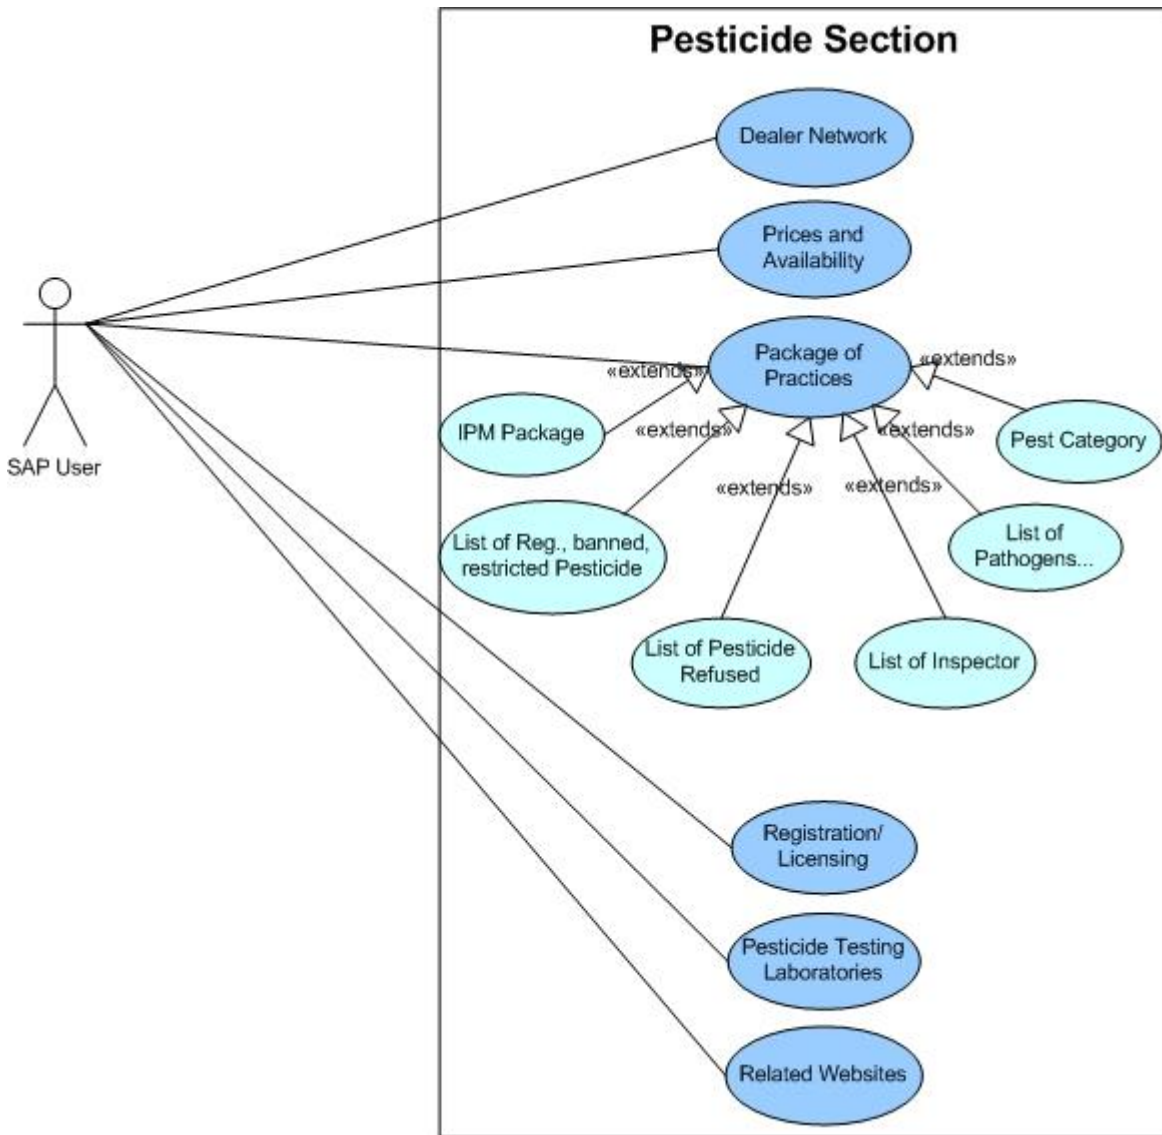 Pesticide Section
Dealer Network
Prices and
Availability
Package of
Practices
«extends»
«extends»
IPM Package
«extends»
«extends»
Pest Category
SAP User
«extends»
«extends»
List of Reg., banned,
restricted Pesticide
List of
Pathogens...
List of Pesticide
Refused
List of Inspector
Registration/
Licensing
Pesticide Testing
Laboratories
Related Websites